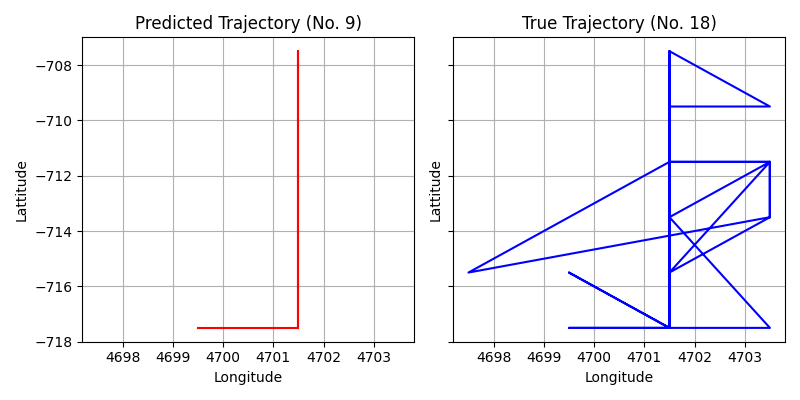 Predicted Trajectory (No. 9)
True Trajectory (No. 18)
Lattitude
−708
−710
−712
−714
−716
−718
4698 4699 4700 4701 4702 4703
Longitude
Lattitude
4698 4699 4700 4701 4702 4703
Longitude